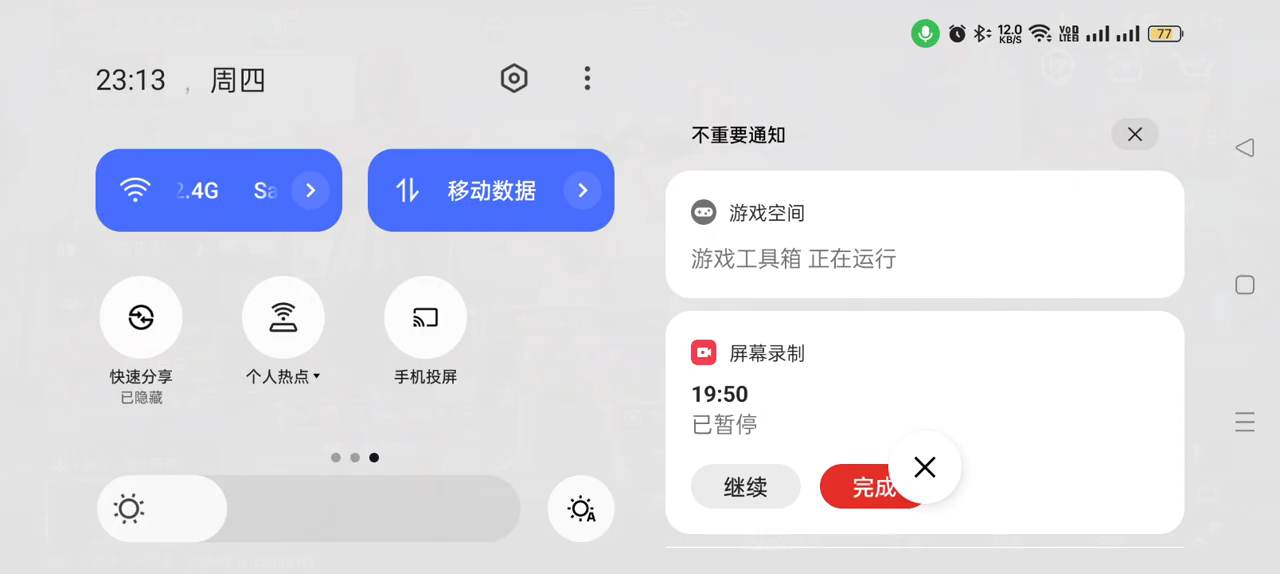 12.0
KB/S
VoD
LTED
77
23:13 , 周四
2.4G Sa
移动数据
快速分享
已隐藏
个人热点
手机投屏
A
不重要通知
游戏空间
游戏工具箱 正在运行
屏幕录制
19:50
已暂停
继续
完成